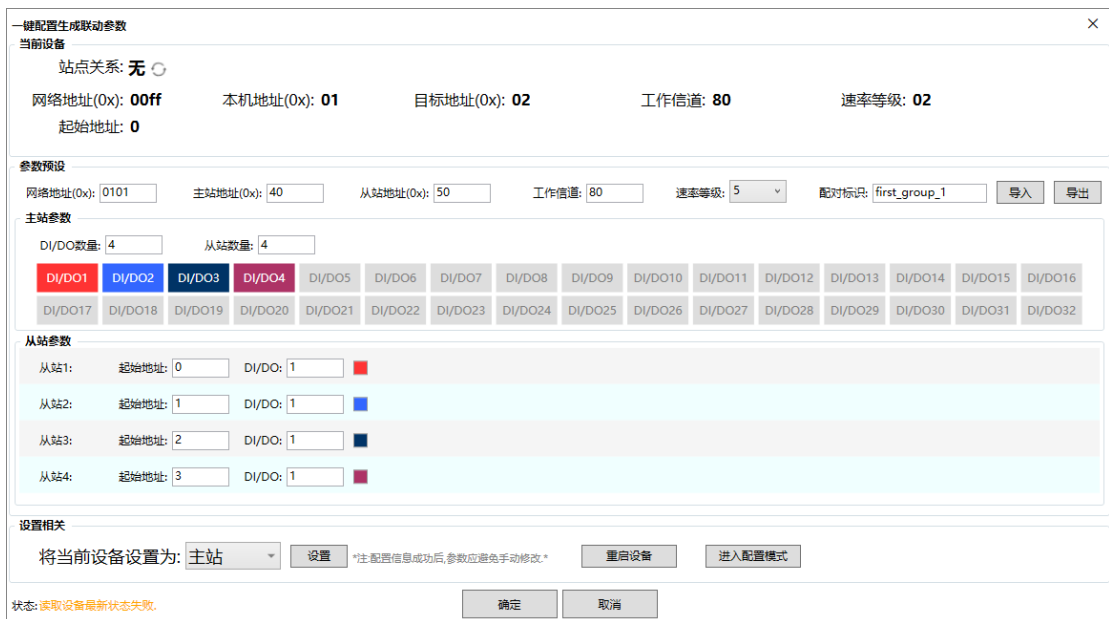 一键配置生成联动参数
当前设备
站点关系: 无
网络地址(0x): 00ff 本机地址(0x): 01 目标地址(0x): 02 工作信道: 80 速率等级: 02
起始地址: 0
参数预设
网络地址(0x): 0101 主站地址(0x): 40 从站地址(0x): 50 工作信道: 80 速率等级: 5 配对标识: first_group_1 导入 导出
主站参数
DI/DO数量: 4 从站数量: 4
DI/DO1 DI/DO2 DI/DO3 DI/DO4 DI/DO5 DI/DO6 DI/DO7 DI/DO8 DI/DO9 DI/DO10 DI/DO11 DI/DO12 DI/DO13 DI/DO14 DI/DO15 DI/DO16
DI/DO17 DI/DO18 DI/DO19 DI/DO20 DI/DO21 DI/DO22 DI/DO23 DI/DO24 DI/DO25 DI/DO26 DI/DO27 DI/DO28 DI/DO29 DI/DO30 DI/DO31 DI/DO32
从站参数
从站1: 起始地址: 0 DI/DO: 1
从站2: 起始地址: 1 DI/DO: 1
从站3: 起始地址: 2 DI/DO: 1
从站4: 起始地址: 3 DI/DO: 1
设置相关
将当前设备设置为: 主站 设置 *注:配置信息成功后,参数应避免手动修改.* 重启设备 进入配置模式
状态:读取设备最新状态失败. 确定 取消